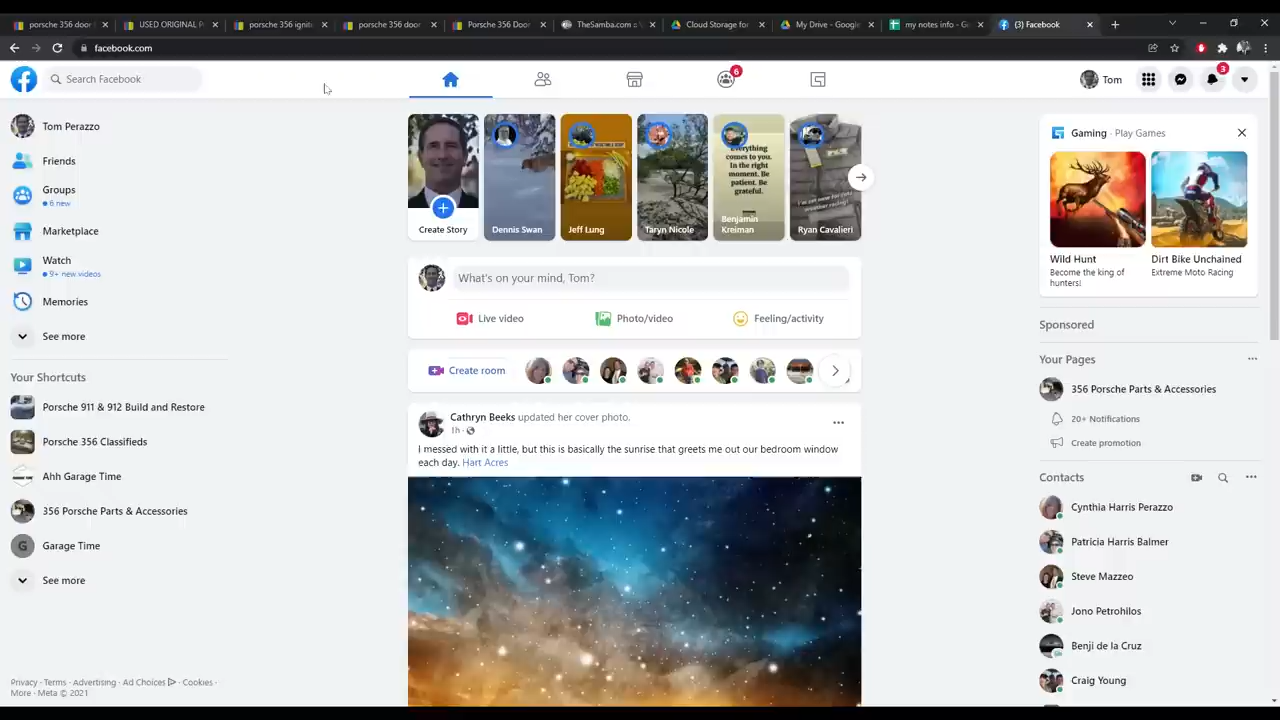 porsche 356 door
USED ORIGINAL P
porsche 356 ignit
porsche 356 door
Porsche 356 Door
TheSamba.com :: V
Cloud Storage for
My Drive - Google
my notes info - G
(3) Facebook
facebook.com
Search Facebook
6
Tom
3
Tom Perazzo
Friends
Groups
6 new
Marketplace
Watch
9+ new videos
Memories
See more
Your Shortcuts
Porsche 911 & 912 Build and Restore
Porsche 356 Classifieds
Ahh Garage Time
356 Porsche Parts & Accessories
G
Garage Time
See more
Privacy · Terms · Advertising · Ad Choices · Cookies ·
More · Meta © 2021
Create Story
Dennis Swan
Jeff Lung
Taryn Nicole
Everything
comes to you.
In the right
moment. Be
patient. Be
grateful.
Benjamin
Kreiman
Ryan Cavalieri
What's on your mind, Tom?
Live video
Photo/video
Feeling/activity
Create room
Cathryn Beeks updated her cover photo.
1h ·
I messed with it a little, but this is basically the sunrise that greets me out our bedroom window
each day. Hart Acres
Gaming · Play Games
Wild Hunt
Become the king of
hunters!
Dirt Bike Unchained
Extreme Moto Racing
Sponsored
Your Pages
356 Porsche Parts & Accessories
20+ Notifications
Create promotion
Contacts
Cynthia Harris Perazzo
Patricia Harris Balmer
Steve Mazzeo
Jono Petrohilos
Benji de la Cruz
Craig Young